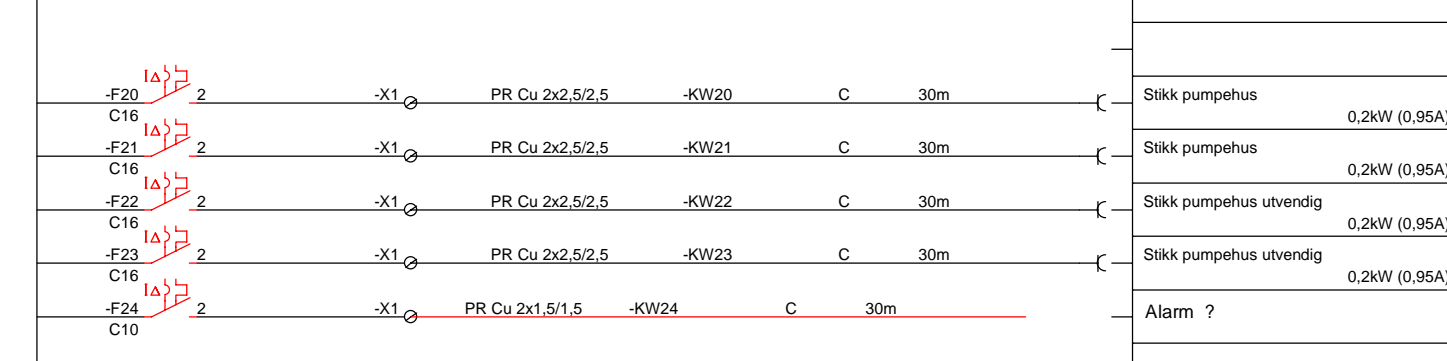 I∆
-F20 2 -X1 PR Cu 2x2,5/2,5 -KW20 C 30m Stikk pumpehus
C16 0,2kW (0,95A)
I∆
-F21 2 -X1 PR Cu 2x2,5/2,5 -KW21 C 30m Stikk pumpehus
C16 0,2kW (0,95A)
I∆
-F22 2 -X1 PR Cu 2x2,5/2,5 -KW22 C 30m Stikk pumpehus utvendig
C16 0,2kW (0,95A)
I∆
-F23 2 -X1 PR Cu 2x2,5/2,5 -KW23 C 30m Stikk pumpehus utvendig
C16 0,2kW (0,95A)
I∆
-F24 2 -X1 PR Cu 2x1,5/1,5 -KW24 C 30m Alarm ?
C10